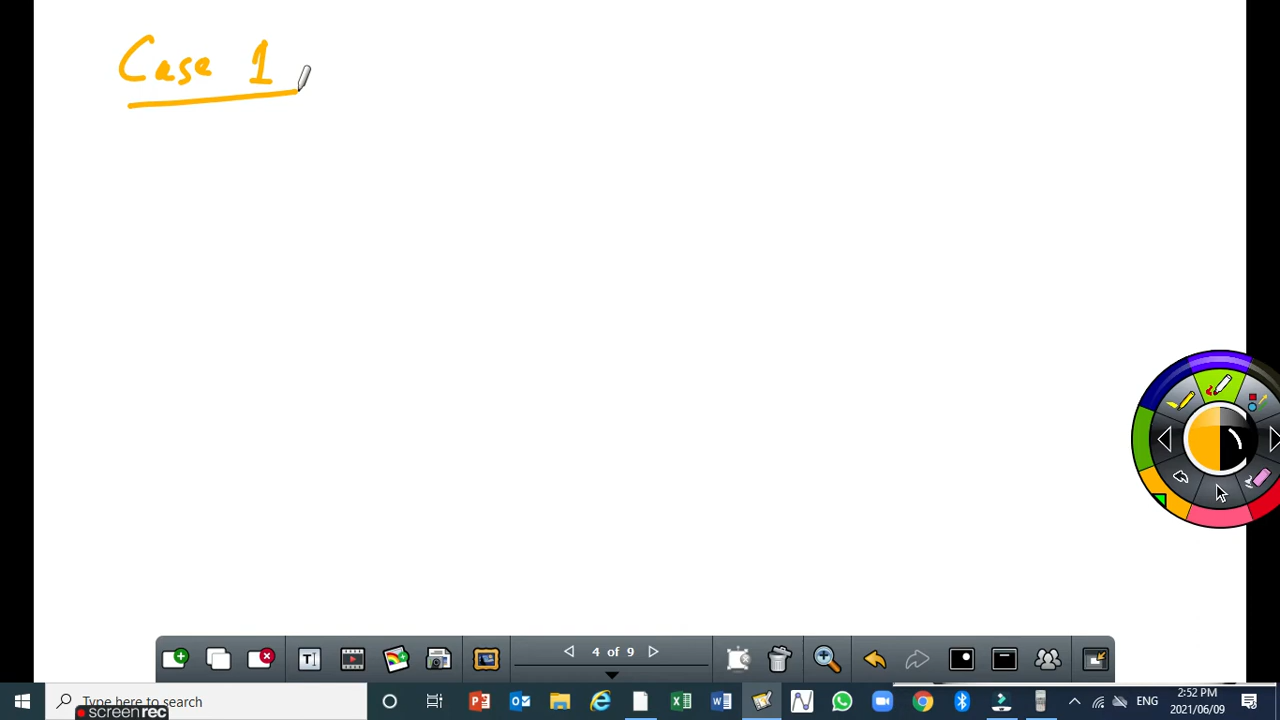 Case 1
4 of 9
Type here to search
ENG
2:52 PM
2021/06/09
screenrec